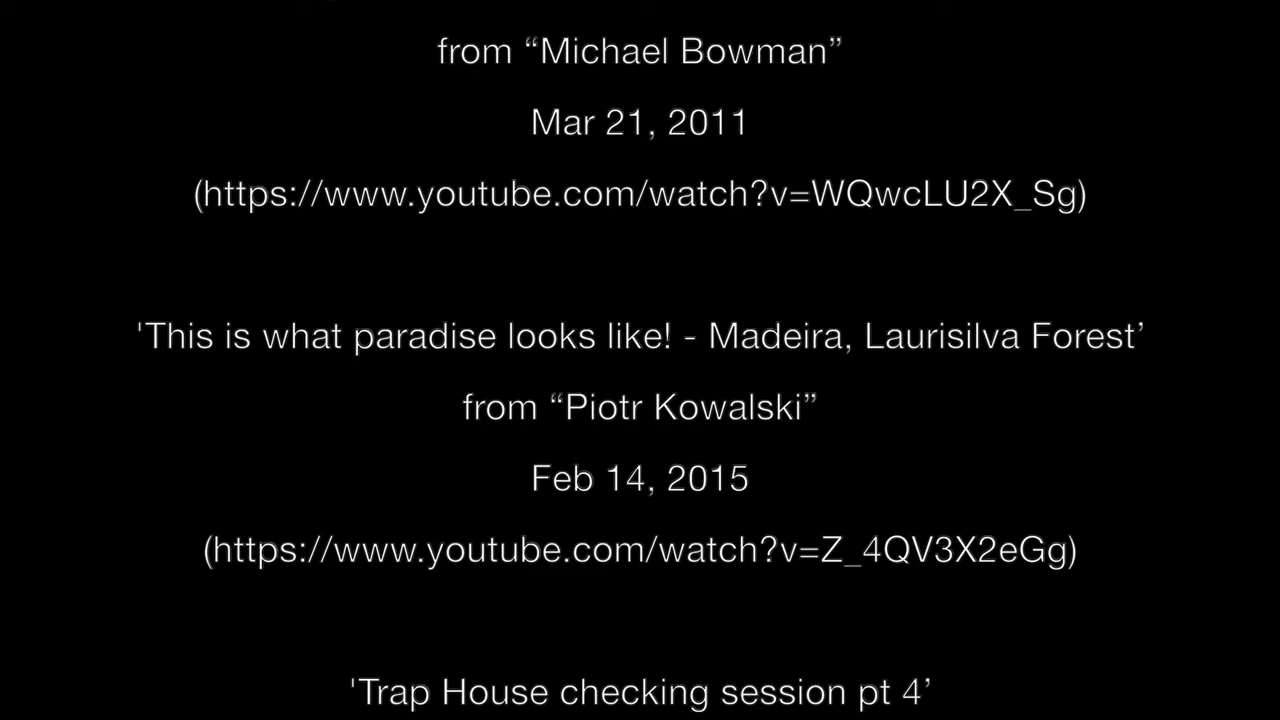 from “Michael Bowman”
Mar 21, 2011
(https://www.youtube.com/watch?v=WQwcLU2X_Sg)
'This is what paradise looks like! - Madeira, Laurisilva Forest’
from “Piotr Kowalski”
Feb 14, 2015
(https://www.youtube.com/watch?v=Z_4QV3X2eGg)
'Trap House checking session pt 4’